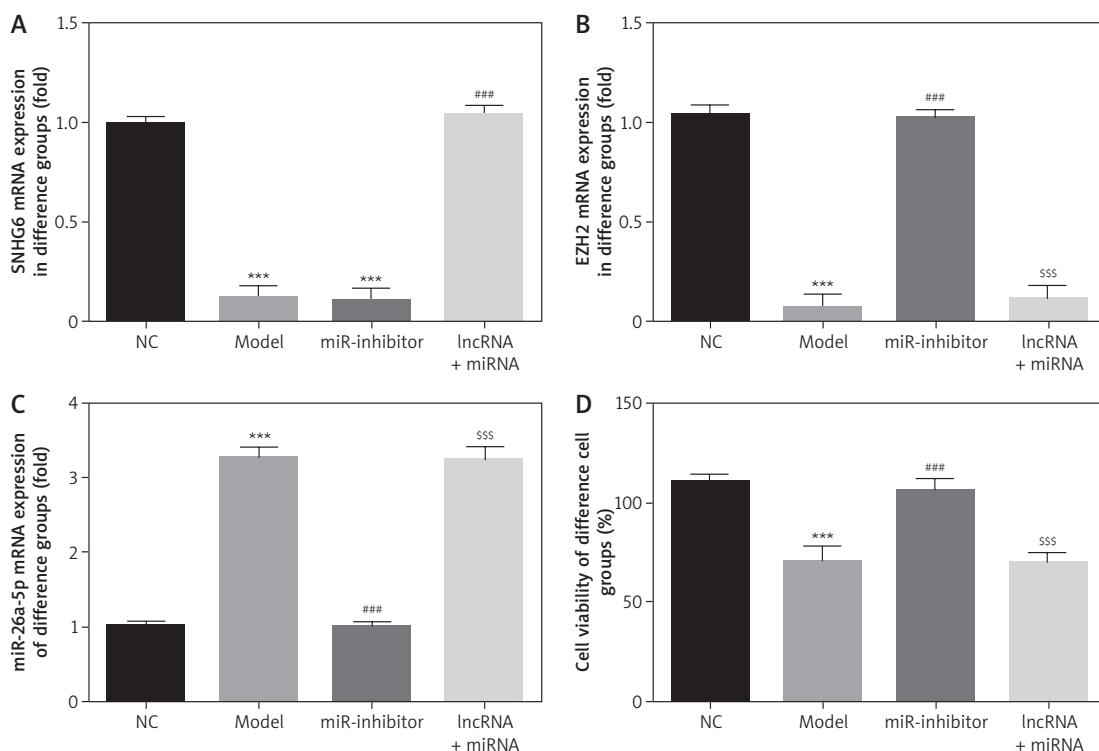 A
SNHG6 mRNA expression
in difference groups (fold)
1.5
1.0
0.5
0
***
***
###
NC
Model
miR-inhibitor
lncRNA
+ miRNA
B
EZH2 mRNA expression
in difference groups (fold)
1.5
1.0
0.5
0
***
###
$$$
NC
Model
miR-inhibitor
lncRNA
+ miRNA
C
miR-26a-5p mRNA expression
of difference groups (fold)
4
3
2
1
0
***
###
$$$
NC
Model
miR-inhibitor
lncRNA
+ miRNA
D
Cell viability of difference cell
groups (%)
150
100
50
0
***
###
$$$
NC
Model
miR-inhibitor
lncRNA
+ miRNA